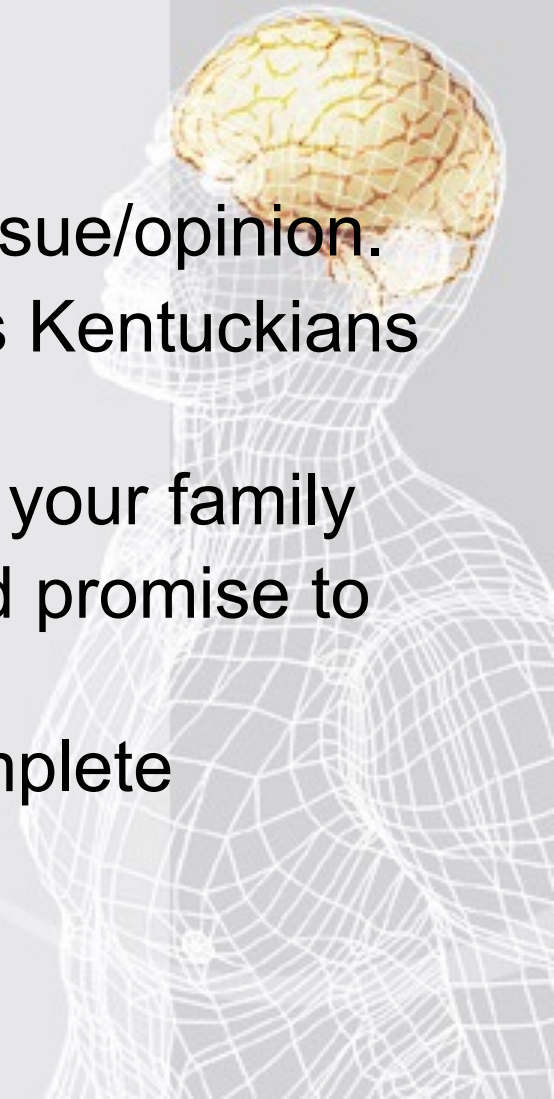 sue/opinion.
s Kentuckians
your family
d promise to
nplete